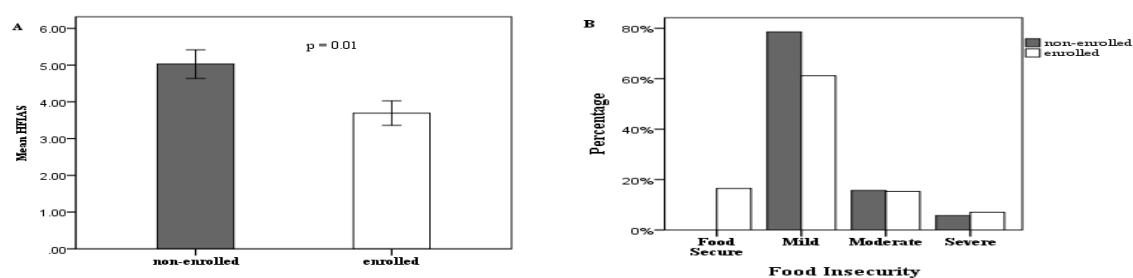 A
6.00
5.00
4.00
3.00
2.00
1.00
.00
Mean HFIAS
p = 0.01
non-enrolled
enrolled
B
80%
60%
40%
20%
0%
Percentage
non-enrolled
enrolled
Food
Secure
Mild
Moderate
Severe
Food Insecurity